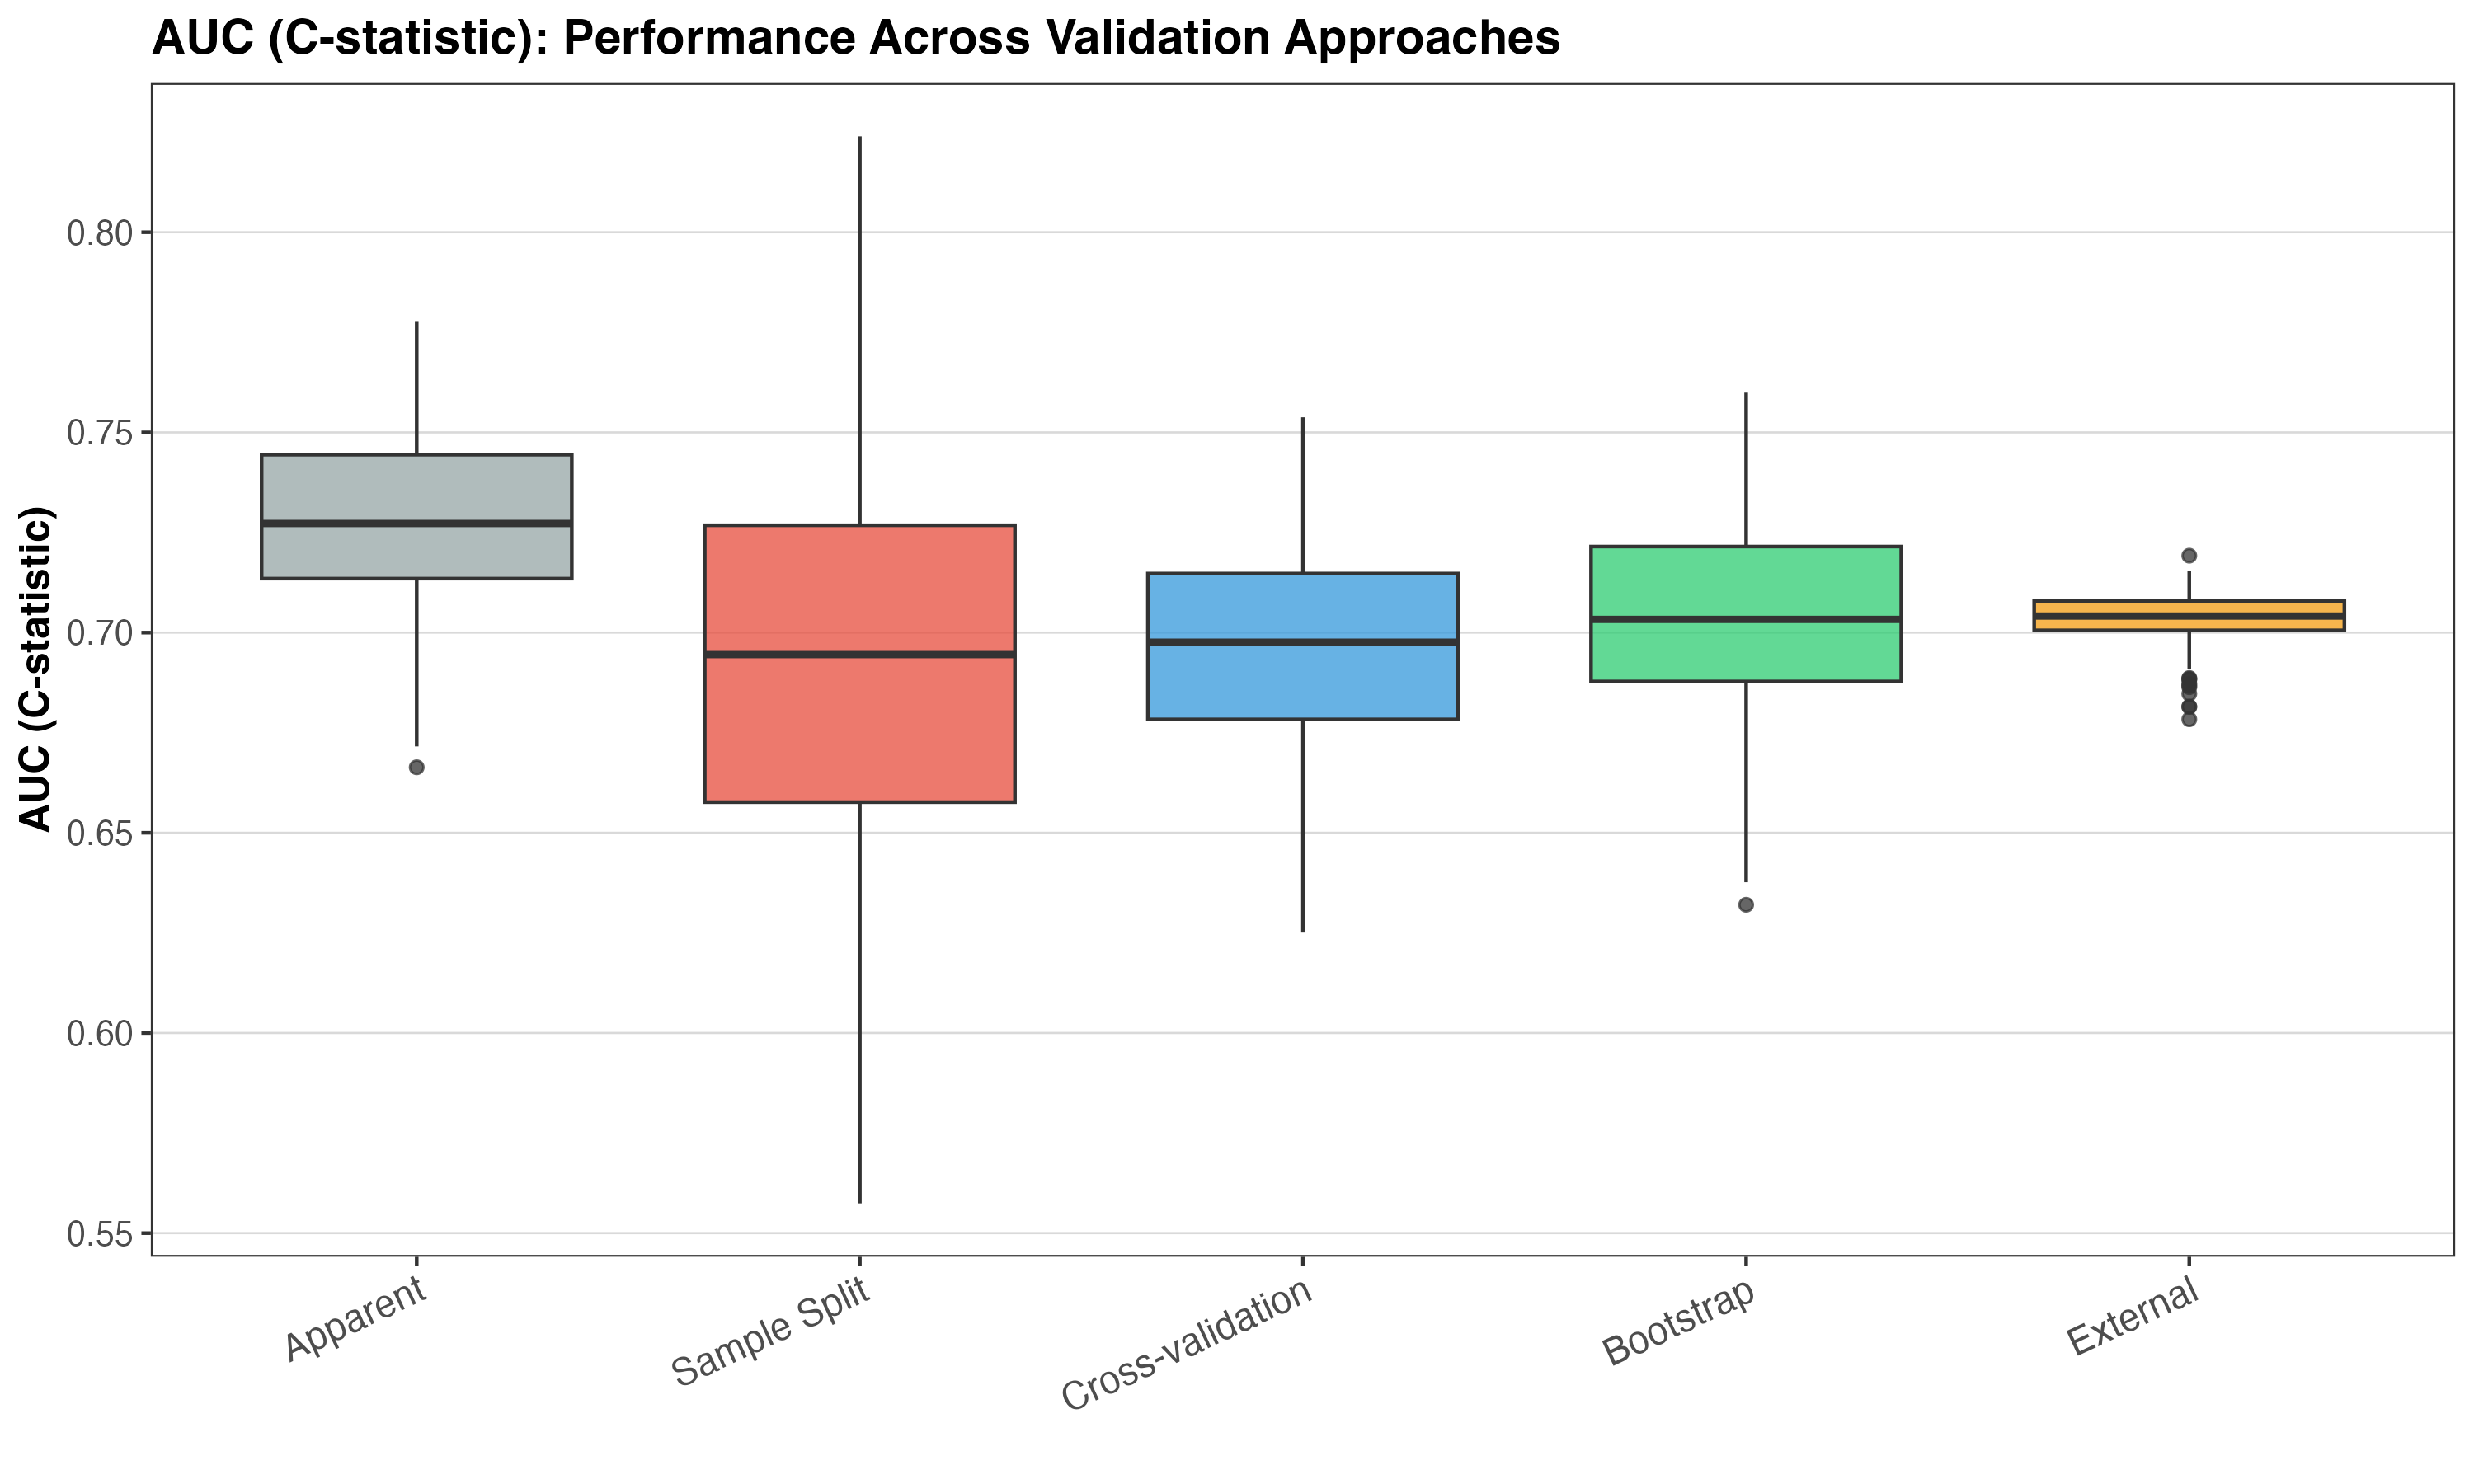 AUC (C-statistic): Performance Across Validation Approaches
AUC (C-statistic)
0.80
0.75
0.70
0.65
0.60
0.55
Apparent
Sample Split
Cross-validation
Bootstrap
External